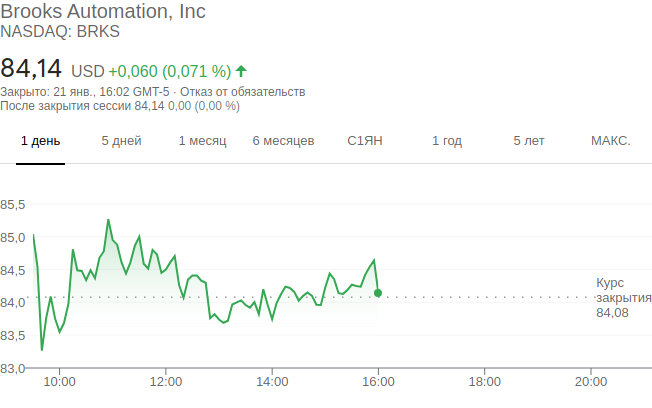 Brooks Automation, Inc
NASDAQ: BRKS
84,14 USD +0,060 (0,071 %)
Закрыто: 21 янв., 16:02 GMT-5 · Отказ от обязательств
После закрытия сессии 84,14 0,00 (0,00 %)
1 день 5 дней 1 месяц 6 месяцев С1ЯН 1 год 5 лет МАКС.
85,5
85,0
84,5
84,0
83,5
83,0
Курс
закрытия
84,08
10:00 12:00 14:00 16:00 18:00 20:00